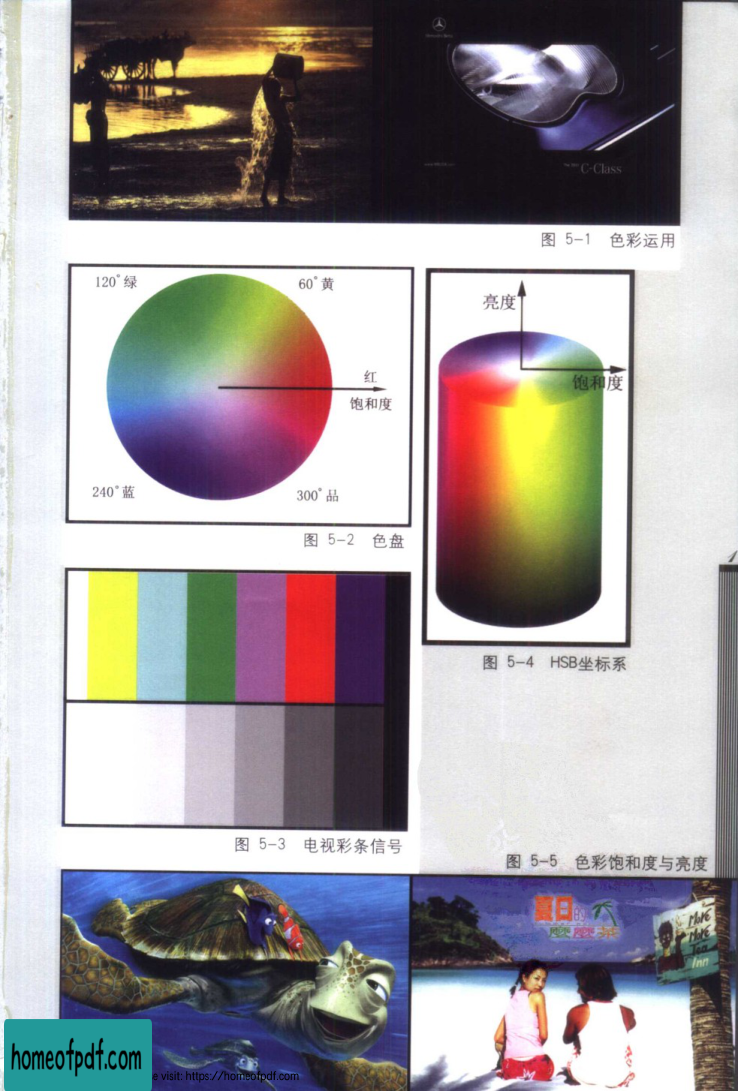 C-Class
图 5-1 色彩运用
120°绿
60°黄
红
饱和度
240°蓝
300°品
图 5-2 色盘
亮度
饱和度
图 5-4 HSB坐标系
图 5-3 电视彩条信号
图 5-5 色彩饱和度与亮度
夏日的
MoMo
Inn
homeofpdf.com
e visit: https://homeofpdf.com